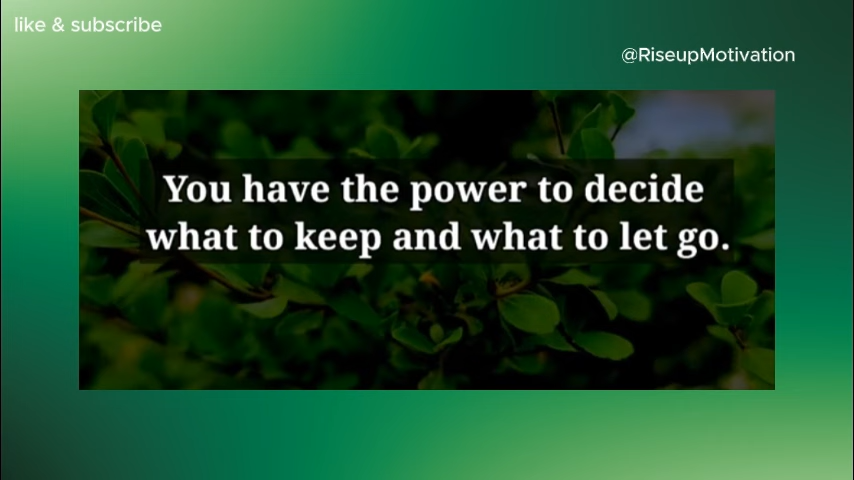 like & subscribe
@RiseupMotivation
You have the power to decide
what to keep and what to let go.